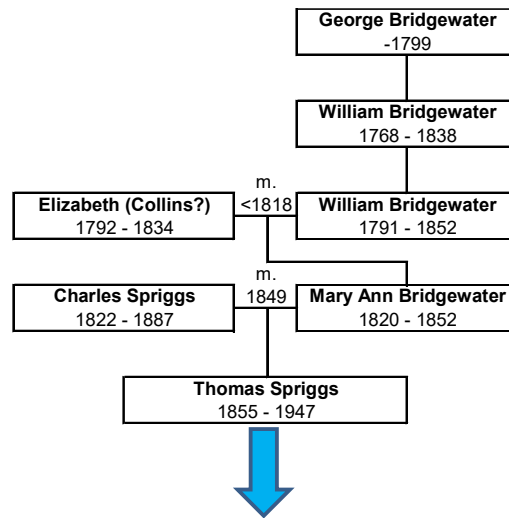 George Bridgewater
-1799
William Bridgewater
1768 - 1838
m.
<1818
Elizabeth (Collins?)
1792 - 1834
William Bridgewater
1791 - 1852
m.
1849
Charles Spriggs
1822 - 1887
Mary Ann Bridgewater
1820 - 1852
Thomas Spriggs
1855 - 1947